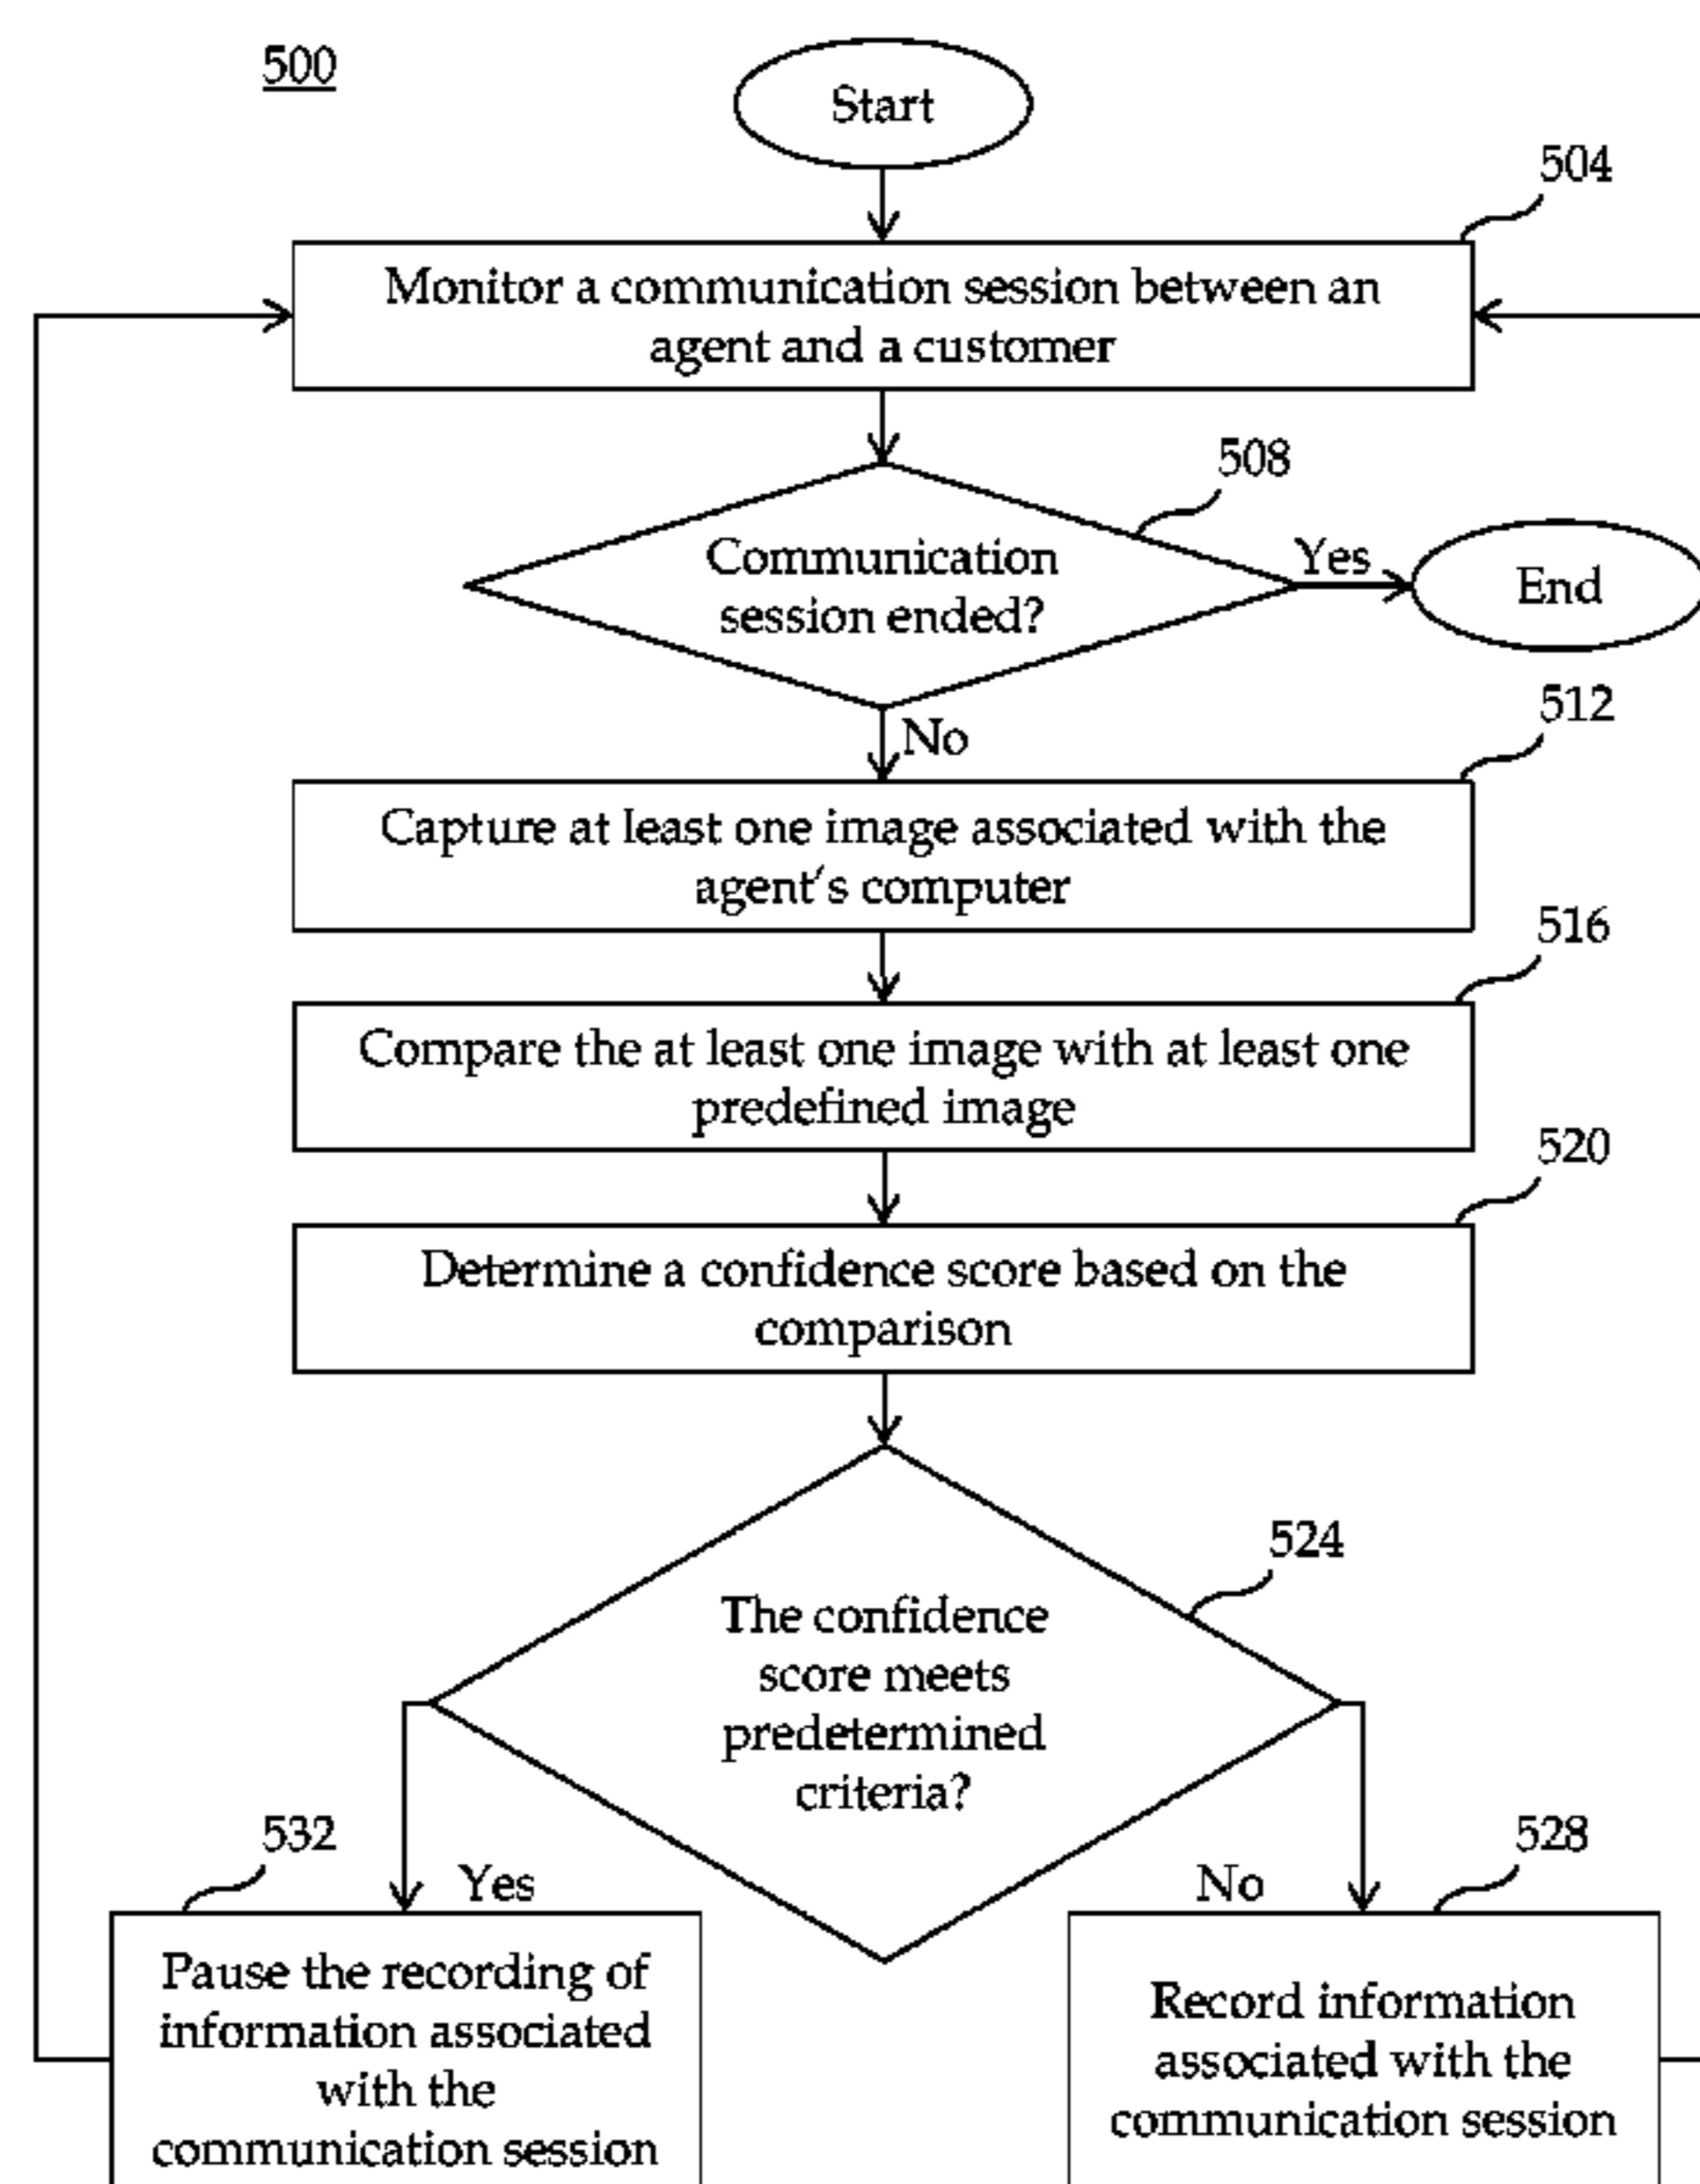 500
Start
504
Monitor a communication session between an
agent and a customer
508
Communication
session ended?
Yes
End
No
512
Capture at least one image associated with the
agent's computer
516
Compare the at least one image with at least one
predefined image
520
Determine a confidence score based on the
comparison
524
The confidence
score meets
predetermined
criteria?
532
Yes
No
528
Pause the recording of
information associated
with the
communication session
Record information
associated with the
communication session